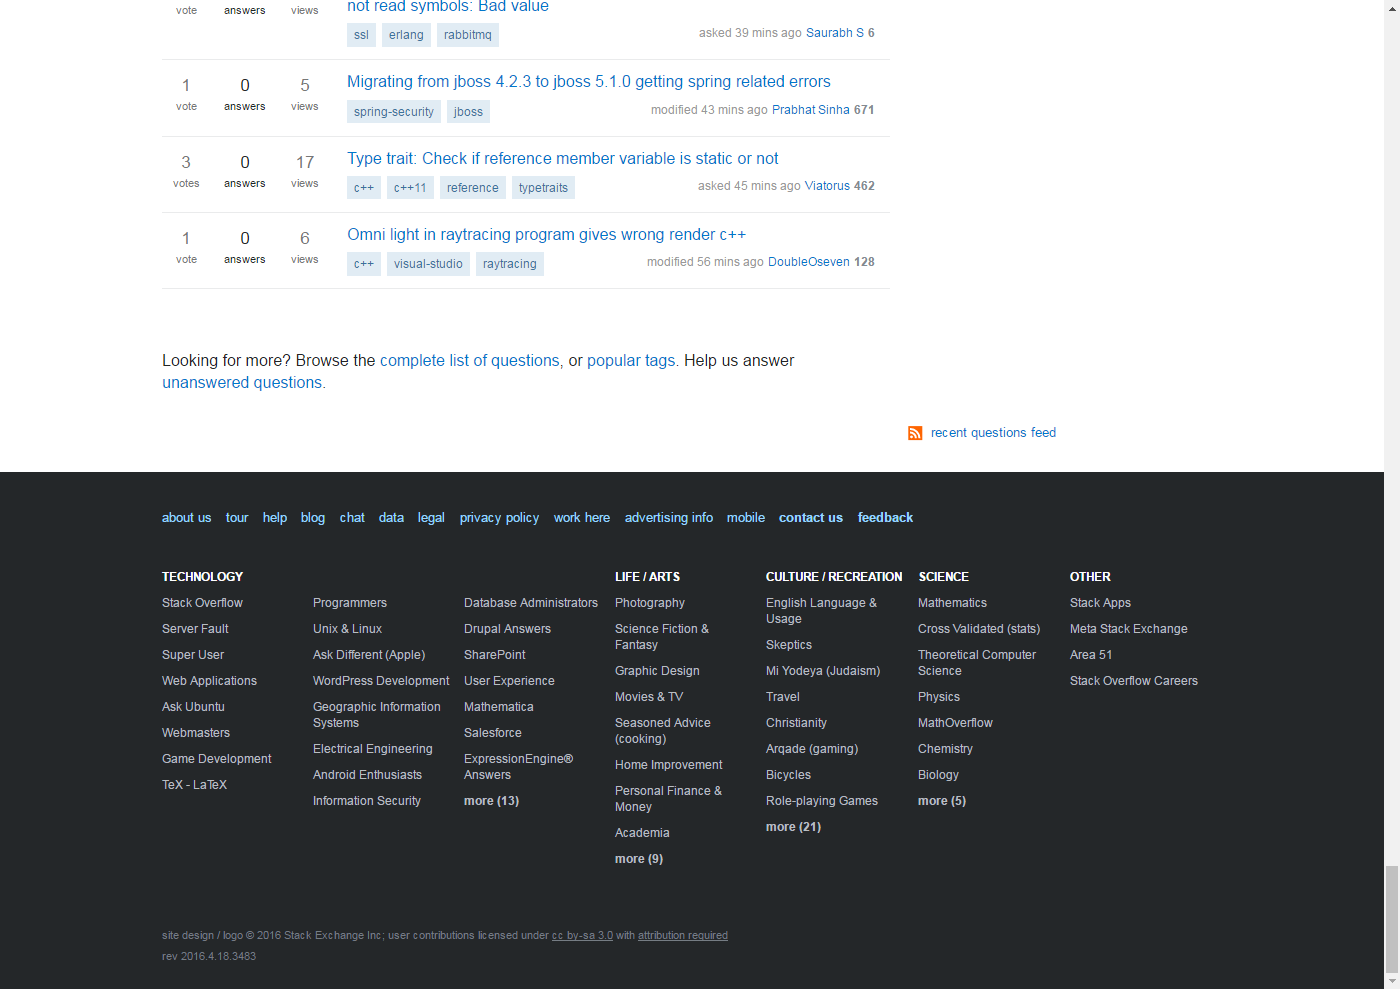 vote answers views not read symbols: Bad value
ssl erlang rabbitmq asked 39 mins ago Saurabh S 6
1 0 5 Migrating from jboss 4.2.3 to jboss 5.1.0 getting spring related errors
vote answers views spring-security jboss modified 43 mins ago Prabhat Sinha 671
3 0 17 Type trait: Check if reference member variable is static or not
votes answers views c++ c++11 reference typetraits asked 45 mins ago Viatorus 462
1 0 6 Omni light in raytracing program gives wrong render c++
vote answers views c++ visual-studio raytracing modified 56 mins ago DoubleOseven 128
Looking for more? Browse the complete list of questions, or popular tags. Help us answer
unanswered questions.
recent questions feed
about us tour help blog chat data legal privacy policy work here advertising info mobile contact us feedback
TECHNOLOGY
Stack Overflow
Server Fault
Super User
Web Applications
Ask Ubuntu
Webmasters
Game Development
TeX - LaTeX
Programmers
Unix & Linux
Ask Different (Apple)
WordPress Development
Geographic Information
Systems
Electrical Engineering
Android Enthusiasts
Information Security
Database Administrators
Drupal Answers
SharePoint
User Experience
Mathematica
Salesforce
ExpressionEngine®
Answers
more (13)
LIFE / ARTS
Photography
Science Fiction &
Fantasy
Graphic Design
Movies & TV
Seasoned Advice
(cooking)
Home Improvement
Personal Finance &
Money
Academia
more (9)
CULTURE / RECREATION
English Language &
Usage
Skeptics
Mi Yodeya (Judaism)
Travel
Christianity
Arqade (gaming)
Bicycles
Role-playing Games
more (21)
SCIENCE
Mathematics
Cross Validated (stats)
Theoretical Computer
Science
Physics
MathOverflow
Chemistry
Biology
more (5)
OTHER
Stack Apps
Meta Stack Exchange
Area 51
Stack Overflow Careers
site design / logo © 2016 Stack Exchange Inc; user contributions licensed under cc by-sa 3.0 with attribution required
rev 2016.4.18.3483